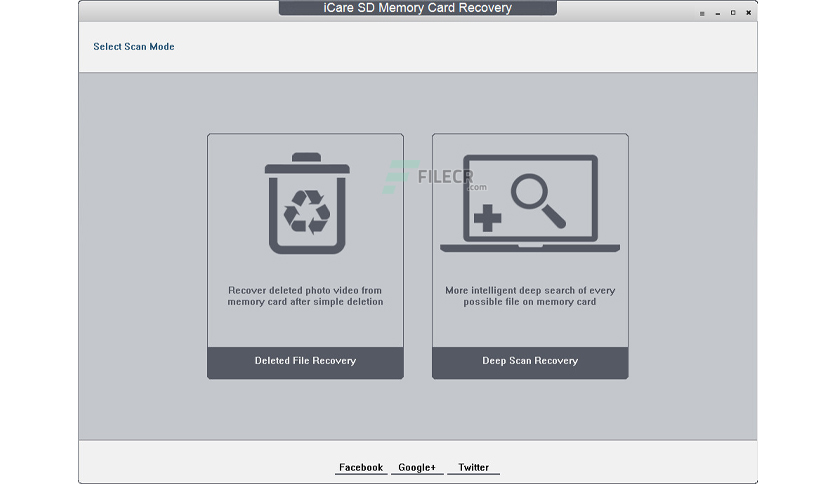 iCare SD Memory Card Recovery
Select Scan Mode
FILECR
.com
Recover deleted photo video from
memory card after simple deletion
More intelligent deep search of every
possible file on memory card
Deleted File Recovery
Deep Scan Recovery
Facebook Google+ Twitter